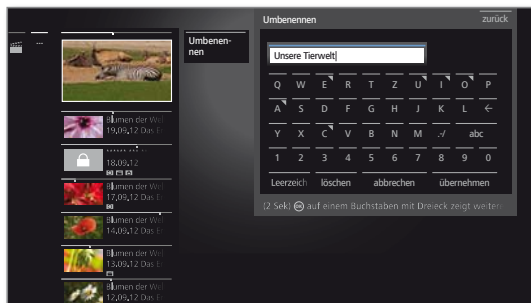 Umbenennen
zurück
...
Umbenen-
nen
Unsere Tierwelt
Q W E R T Z U I O P
A S D F G H J K L ←
Y X C V B N M .-/ abc
1 2 3 4 5 6 7 8 9 0
Leerzeich löschen abbrechen übernehmen
(2 Sek) OK auf einem Buchstaben mit Dreieck zeigt weitere
Blumen der Wel
19.09.12 Das E
18.09.12
Blumen der Wel
17.09.12 Das E
Blumen der Wel
14.09.12 Das E
Blumen der Wel
13.09.12 Das E
Blumen der Wel
12.09.12 Das E